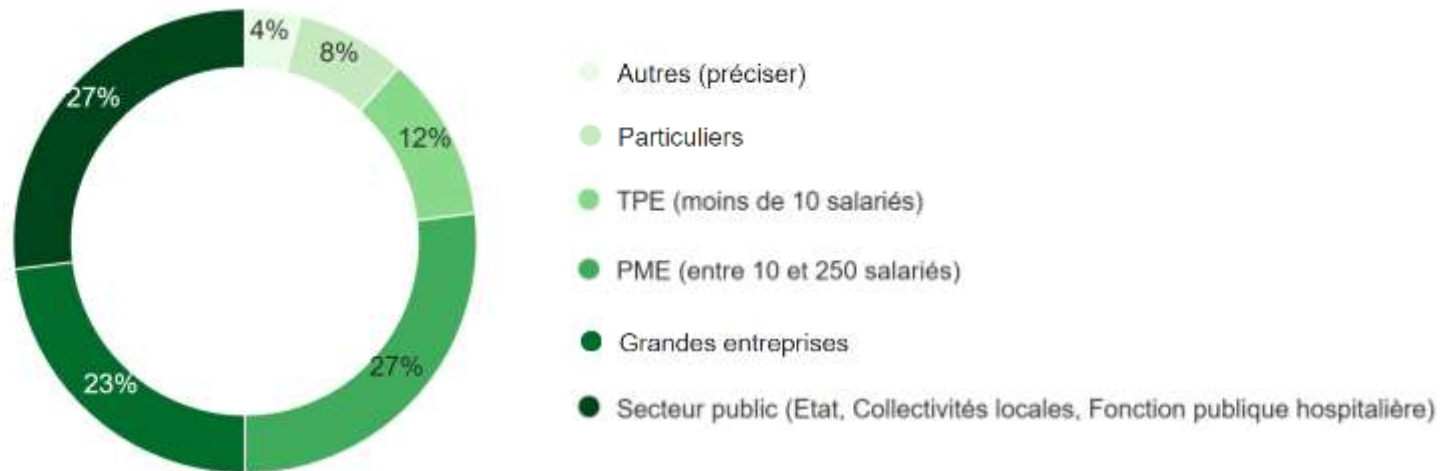 4%
8%
12%
27%
23%
27%
Autres (préciser)
Particuliers
TPE (moins de 10 salariés)
PME (entre 10 et 250 salariés)
Grandes entreprises
Secteur public (Etat, Collectivités locales, Fonction publique hospitalière)